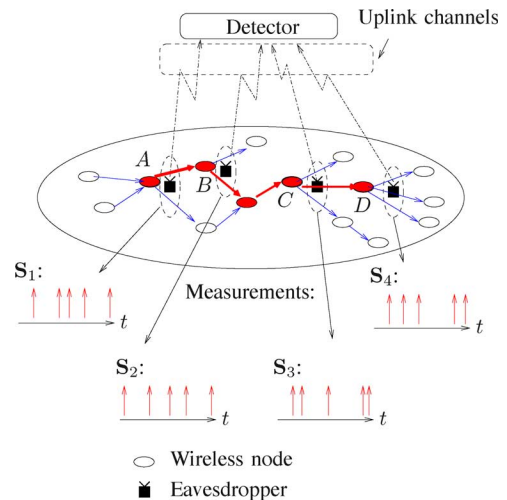 Uplink channels
Detector
A
B
C
D
S₁:
t
Measurements:
S₄:
t
S₂:
t
S₃:
t
Wireless node
Eavesdropper